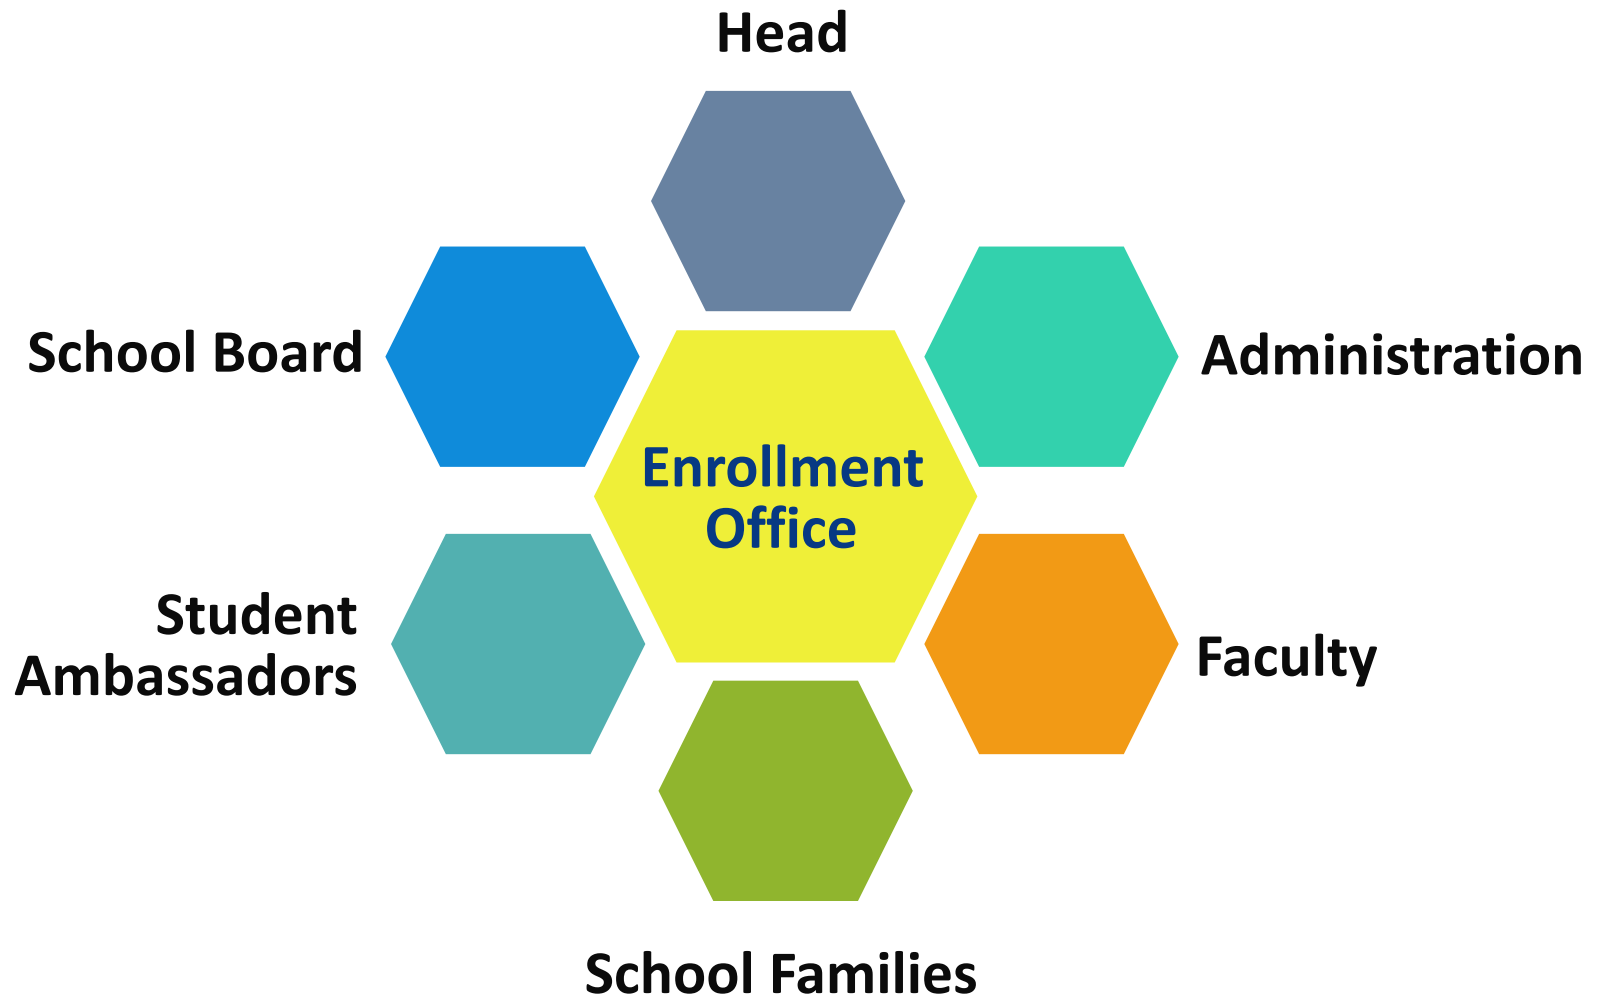 Head
School Board
Administration
Enrollment
Office
Student
Ambassadors
Faculty
School Families